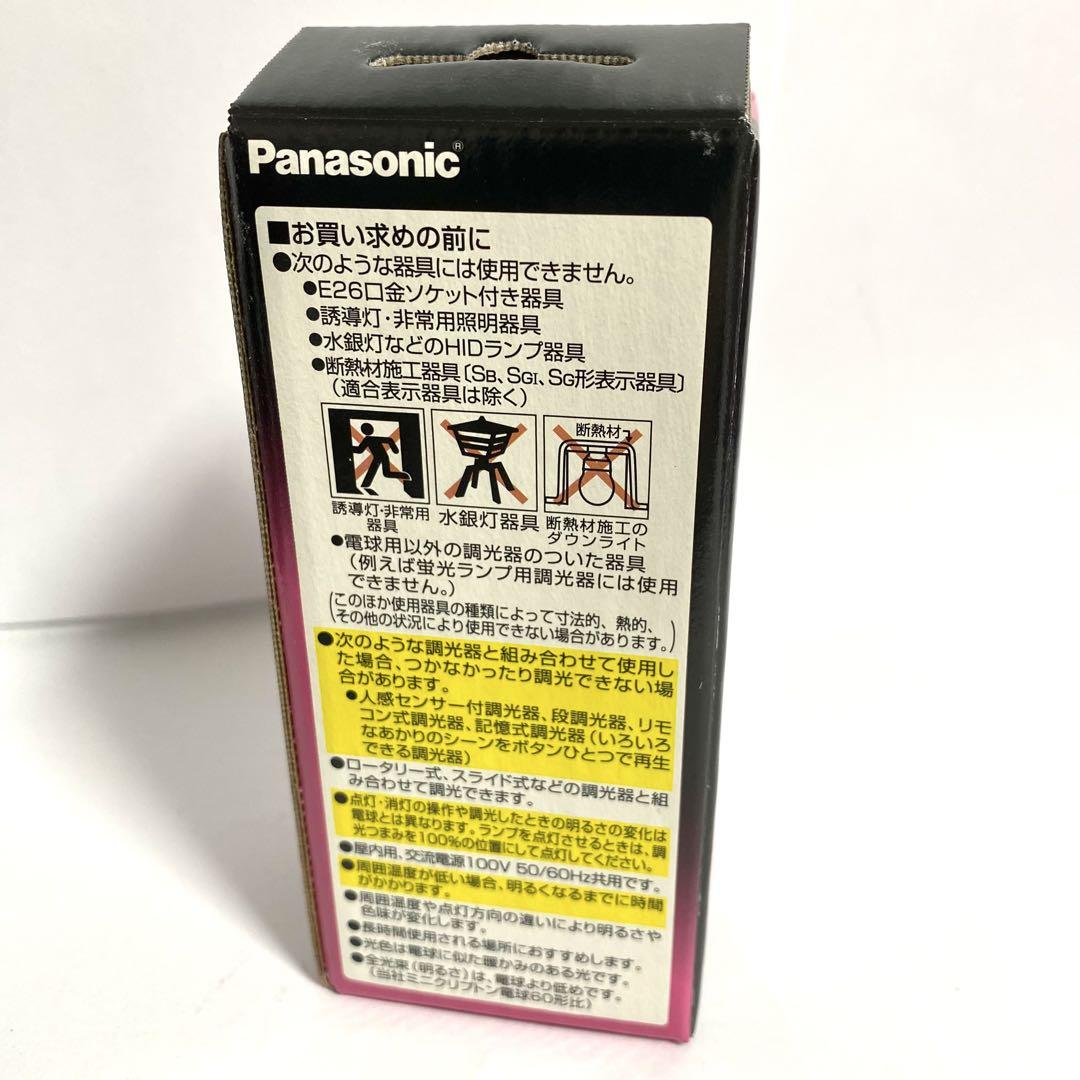 Panasonic®
■お買い求めの前に
●次のような器具には使用できません。
●E26口金ソケット付き器具
●誘導灯・非常用照明器具
●水銀灯などのHIDランプ器具
●断熱材施工器具〔SB、SGI、SG形表示器具〕
(適合表示器具は除く)
断熱材
誘導灯・非常用
器具
水銀灯器具
断熱材施工の
ダウンライト
●電球用以外の調光器のついた器具
(例えば蛍光ランプ用調光器には使用
できません。)
(このほか使用器具の種類によって寸法的、熱的、
その他の状況により使用できない場合があります。)
●次のような調光器と組み合わせて使用し
た場合、つかなかったり調光できない場
合があります。
●人感センサー付調光器、段調光器、リモ
コン式調光器、記憶式調光器(いろいろ
なあかりのシーンをボタンひとつで再生
できる調光器)
●ロータリー式、スライド式などの調光器と組
み合わせて調光できます。
●点灯・消灯の操作や調光したときの明るさの変化は
電球とは異なります。ランプを点灯させるときは、調
光つまみを100%の位置にして点灯してください。
●屋内用、交流電源100V 50/60Hz共用です。
●周囲温度が低い場合、明るくなるまでに時間
がかかります。
●周囲温度や点灯方向の違いにより明るさや
色味が変化します。
●長時間使用される場所におすすめします。
●光色は電球に似た暖かみのある光です。
●全光束(明るさ)は、電球より低めです。
(当社ミニクリプトン電球60形比)